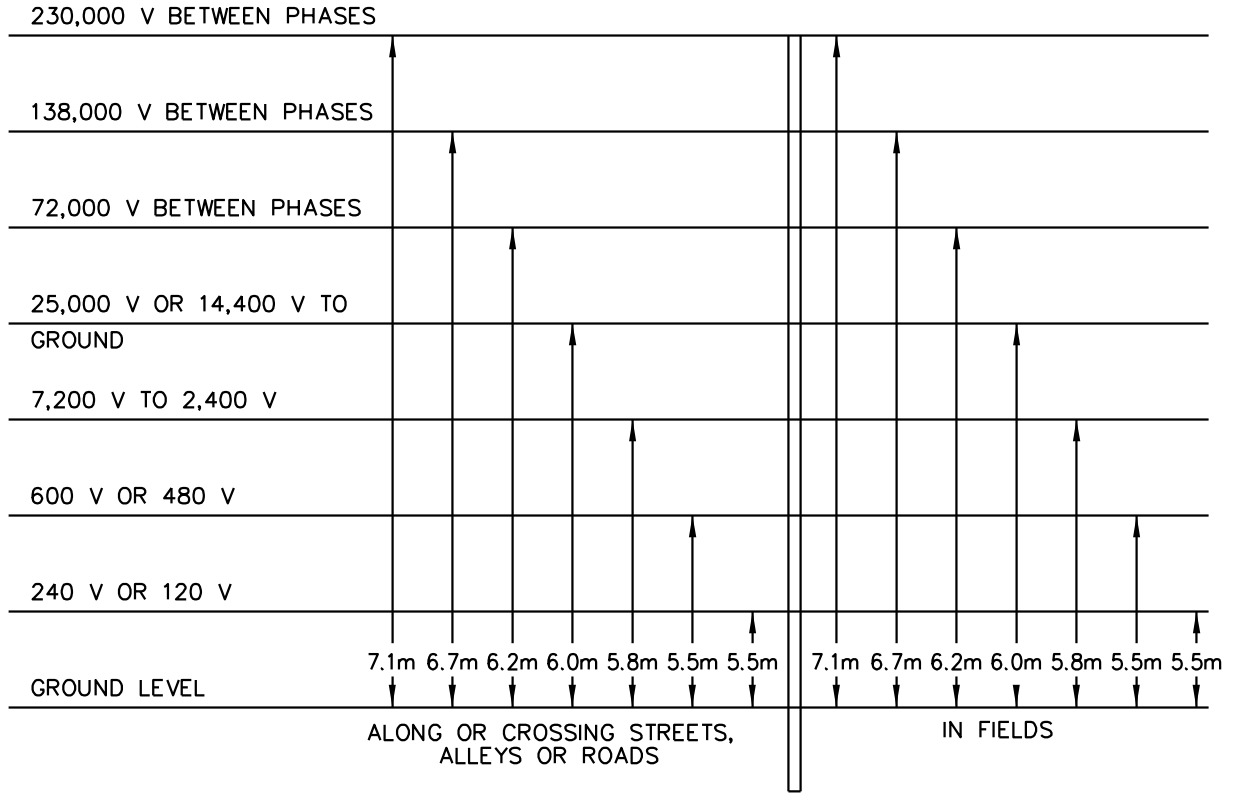 230,000 V BETWEEN PHASES
138,000 V BETWEEN PHASES
72,000 V BETWEEN PHASES
25,000 V OR 14,400 V TO
GROUND
7,200 V TO 2,400 V
600 V OR 480 V
240 V OR 120 V
7.1m 6.7m 6.2m 6.0m 5.8m 5.5m 5.5m 7.1m 6.7m 6.2m 6.0m 5.8m 5.5m 5.5m
GROUND LEVEL
ALONG OR CROSSING STREETS,
ALLEYS OR ROADS
IN FIELDS